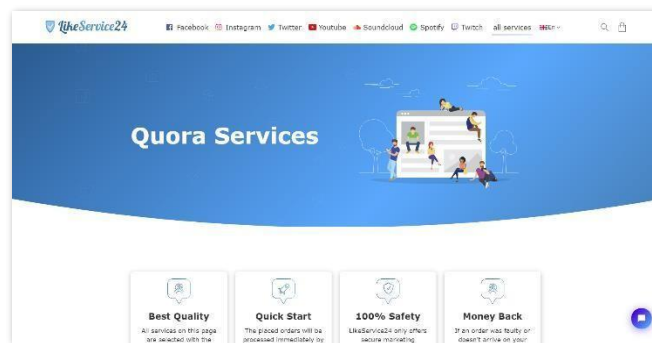 LikeService24
Facebook Instagram Twitter Youtube Soundcloud Spotify Twitch all services
Quora Services
Best Quality
All services on this page
are selected with the
Quick Start
The placed orders will be
processed immediately by
100% Safety
LikeService24 only offers
secure marketing
Money Back
If an order was faulty or
doesn't arrive on your